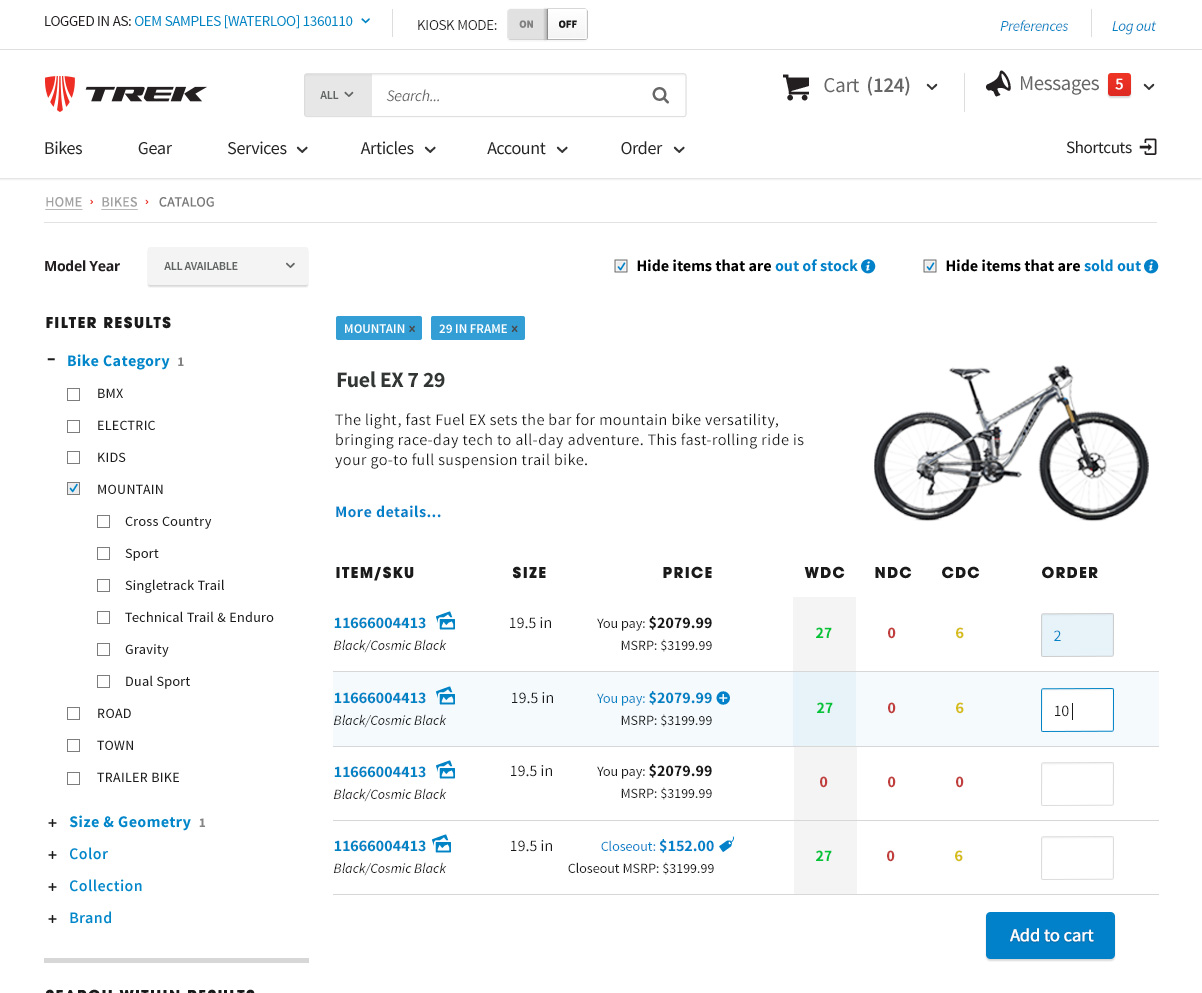 LOGGED IN AS: OEM SAMPLES [WATERLOO] 1360110
KIOSK MODE: ON OFF
Preferences
Log out
TREK
ALL
Search...
Cart (124)
Messages 5
Bikes
Gear
Services
Articles
Account
Order
Shortcuts
HOME › BIKES › CATALOG
Model Year
ALL AVAILABLE
Hide items that are out of stock i
Hide items that are sold out i
FILTER RESULTS
- Bike Category 1
BMX
ELECTRIC
KIDS
MOUNTAIN
Cross Country
Sport
Singletrack Trail
Technical Trail & Enduro
Gravity
Dual Sport
ROAD
TOWN
TRAILER BIKE
+ Size & Geometry 1
+ Color
+ Collection
+ Brand
SEARCH WITHIN RESULTS
MOUNTAIN ×
29 IN FRAME ×
Fuel EX 7 29
The light, fast Fuel EX sets the bar for mountain bike versatility,
bringing race-day tech to all-day adventure. This fast-rolling ride is
your go-to full suspension trail bike.
More details...
ITEM/SKU SIZE PRICE WDC NDC CDC ORDER
11666004413 19.5 in You pay: $2079.99 27 0 6 2
Black/Cosmic Black MSRP: $3199.99
11666004413 19.5 in You pay: $2079.99 + 27 0 6 10
Black/Cosmic Black MSRP: $3199.99
11666004413 19.5 in You pay: $2079.99 0 0 0
Black/Cosmic Black MSRP: $3199.99
11666004413 19.5 in Closeout: $152.00 27 0 6
Black/Cosmic Black Closeout MSRP: $3199.99
Add to cart